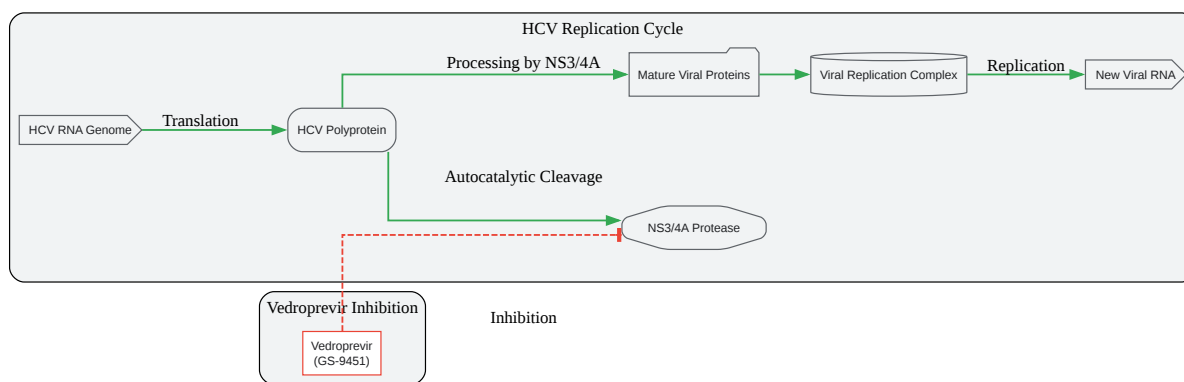 HCV Replication Cycle
Processing by NS3/4A
Mature Viral Proteins
Viral Replication Complex
Replication
New Viral RNA
HCV RNA Genome
Translation
HCV Polyprotein
Autocatalytic Cleavage
NS3/4A Protease
Vedroprevir Inhibition
Inhibition
Vedroprevir
(GS-9451)